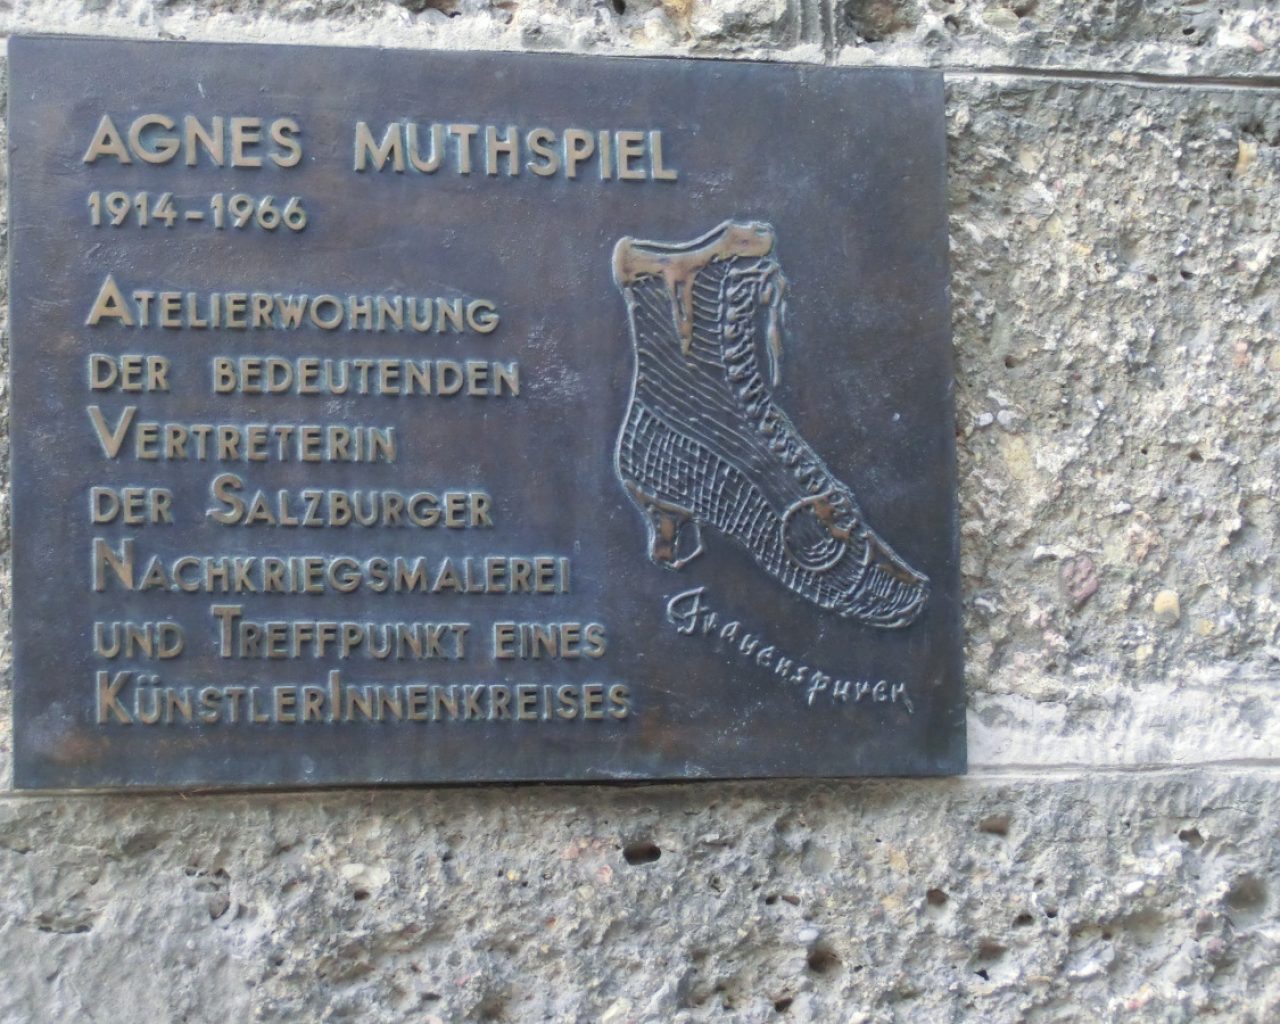 AGNES MUTHSPIEL
1914-1966
ATELIERWOHNUNG
DER BEDEUTENDEN
VERTRETERIN
DER SALZBURGER
NACHKRIEGSMALEREI
UND TREFFPUNKT EINES
KÜNSTLERINNENKREISES
Frauenspuren